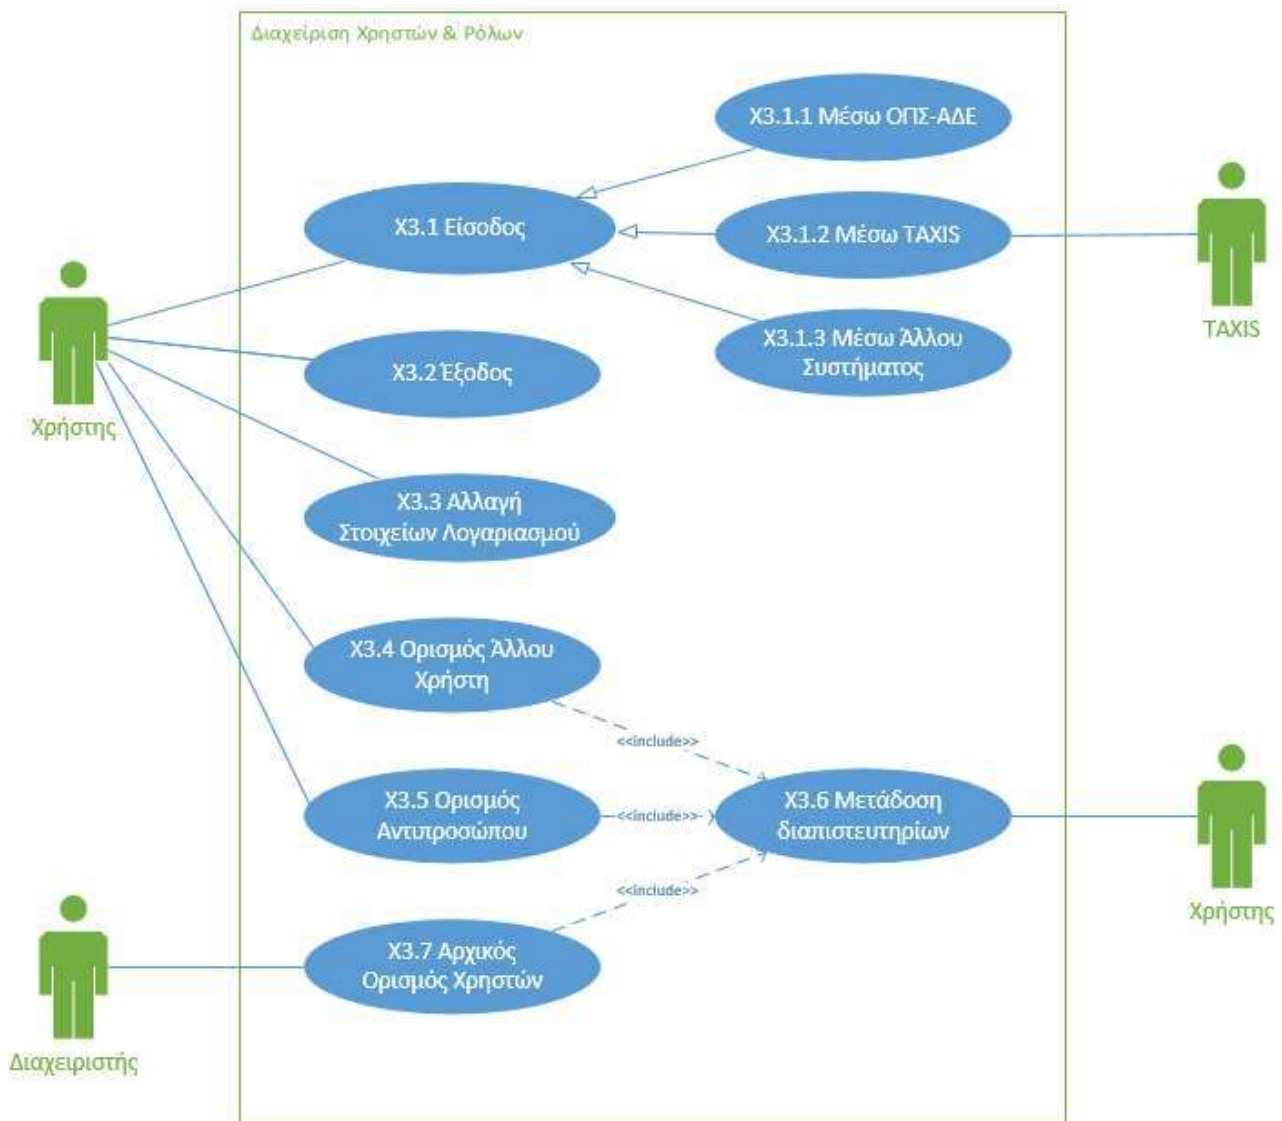 Διαχείριση Χρηστών & Ρόλων
Χ3.1.1 Μέσω ΟΠΣ-ΑΔΕ
Χ3.1 Είσοδος
Χ3.1.2 Μέσω TAXIS
TAXIS
Χ3.1.3 Μέσω Άλλου
Συστήματος
Χ3.2 Έξοδος
Χρήστης
Χ3.3 Αλλαγή
Στοιχείων Λογαριασμού
Χ3.4 Ορισμός Άλλου
Χρήστη
<<include>>
Χ3.5 Ορισμός
Αντιπροσώπου
<<include>>
Χ3.6 Μετάδοση
διαπιστευτηρίων
<<include>>
Χρήστης
Χ3.7 Αρχικός
Ορισμός Χρηστών
Διαχειριστής